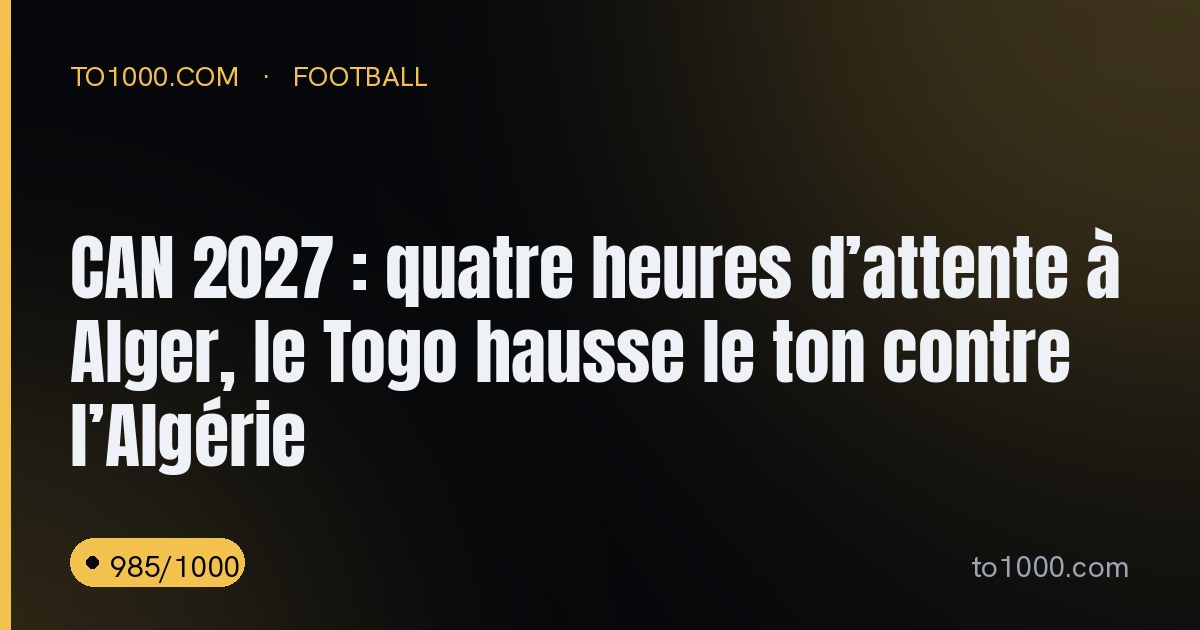 TO1000.COM · FOOTBALL
CAN 2027 : quatre heures d’attente à
Alger, le Togo hausse le ton contre
l’Algérie
985/1000
to1000.com